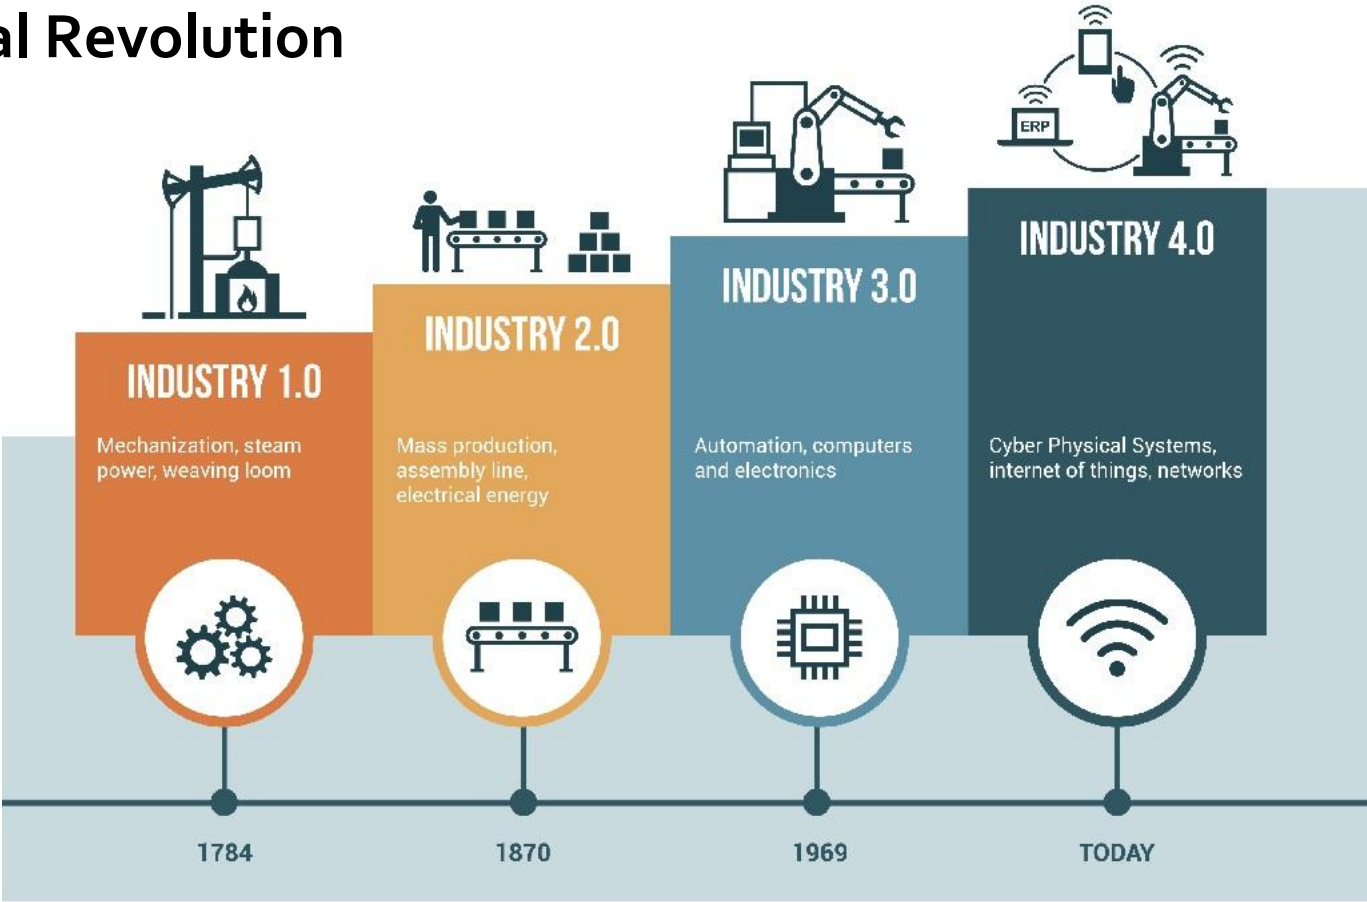 al Revolution
ERP
INDUSTRY 1.0
Mechanization, steam
power, weaving loom
1784
INDUSTRY 2.0
Mass production,
assembly line,
electrical energy
1870
INDUSTRY 3.0
Automation, computers
and electronics
1969
INDUSTRY 4.0
Cyber Physical Systems,
internet of things, networks
TODAY